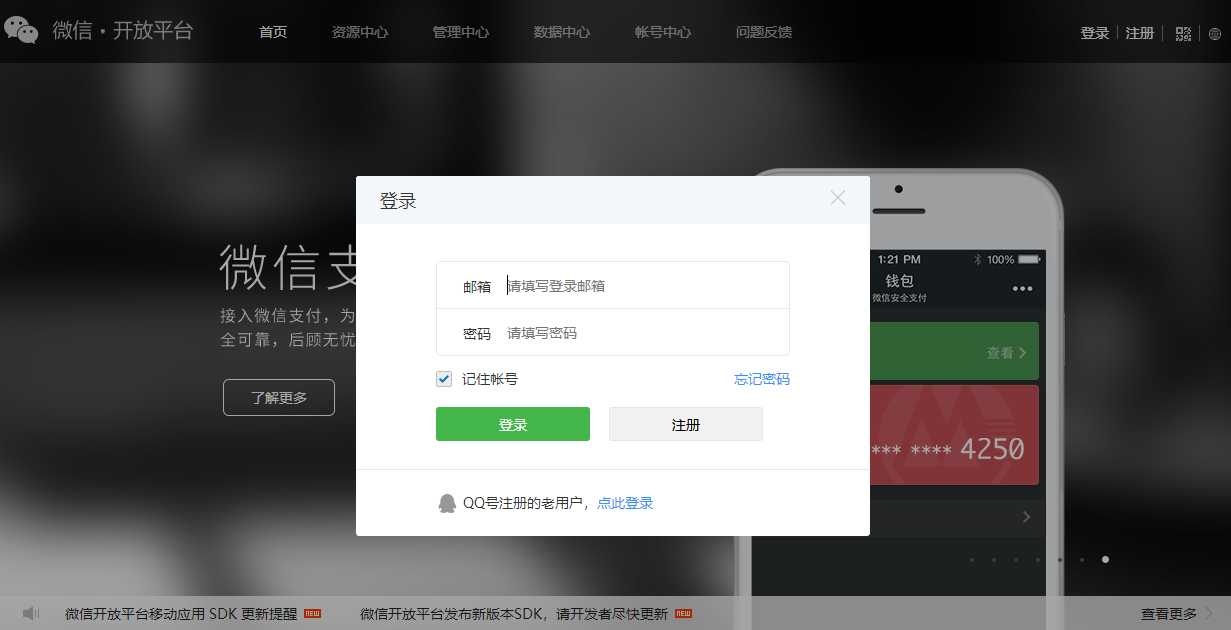 微信·开放平台 首页 资源中心 管理中心 数据中心 帐号中心 问题反馈 登录 注册
登录
微信支
接入微信支付，为
全可靠，后顾无忧
了解更多
邮箱 请填写登录邮箱
密码 请填写密码
记住帐号 忘记密码
登录 注册
QQ号注册的老用户，点此登录
1:21 PM 100%
钱包
微信安全支付
查看
*** **** 4250
微信开放平台移动应用 SDK 更新提醒 NEW 微信开放平台发布新版本SDK，请开发者尽快更新 NEW 查看更多